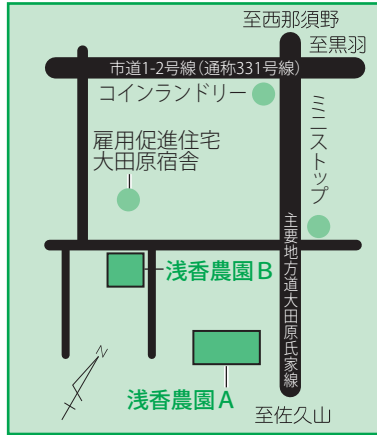 至西那須野
至黒羽
市道1-2号線(通称331号線)
コインランドリー
ミニストップ
雇用促進住宅
大田原宿舎
主要地方道大田原氏家線
浅香農園B
浅香農園A
至佐久山
N